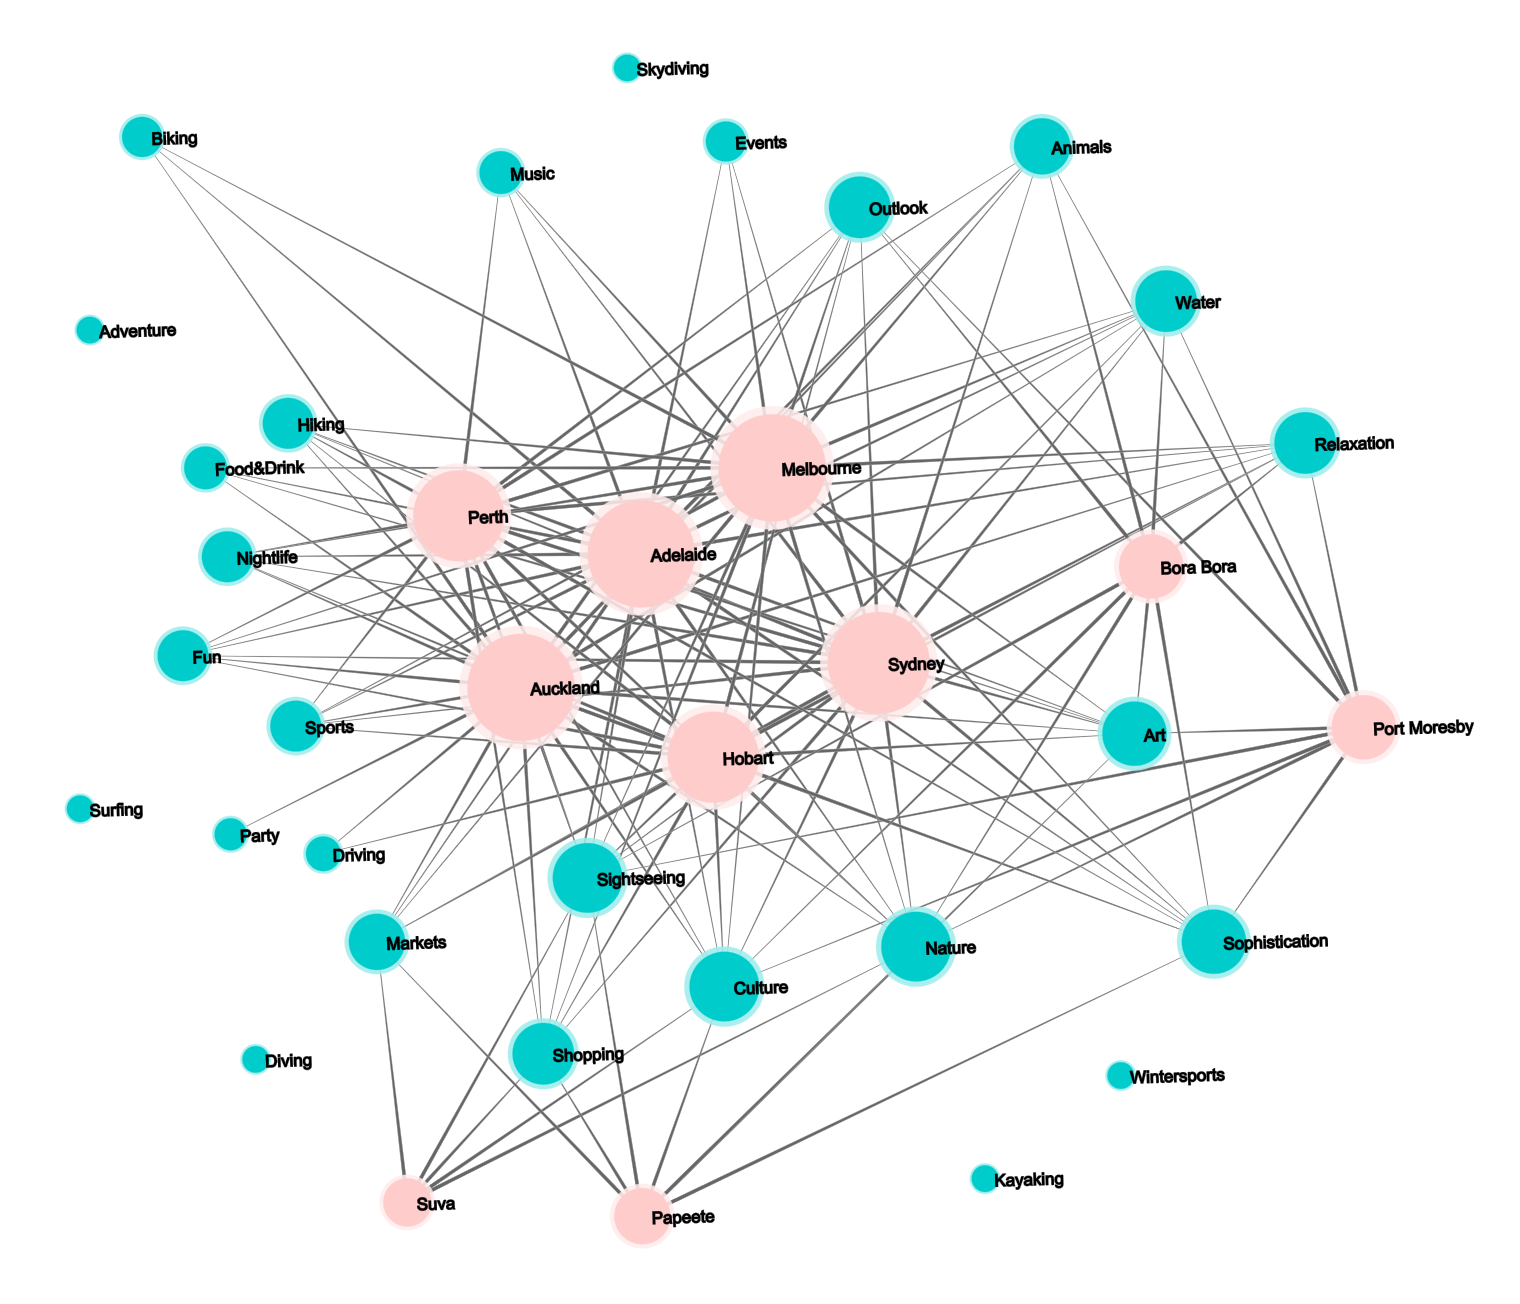 Skydiving
Biking
Events
Animals
Music
Outlook
Water
Adventure
Hiking
Relaxation
Food&Drink
Melbourne
Perth
Adelaide
Nightlife
Bora Bora
Fun
Sydney
Auckland
Sports
Port Moresby
Art
Hobart
Surfing
Party
Driving
Sightseeing
Markets
Sophistication
Nature
Culture
Shopping
Diving
Wintersports
Kayaking
Suva
Papeete